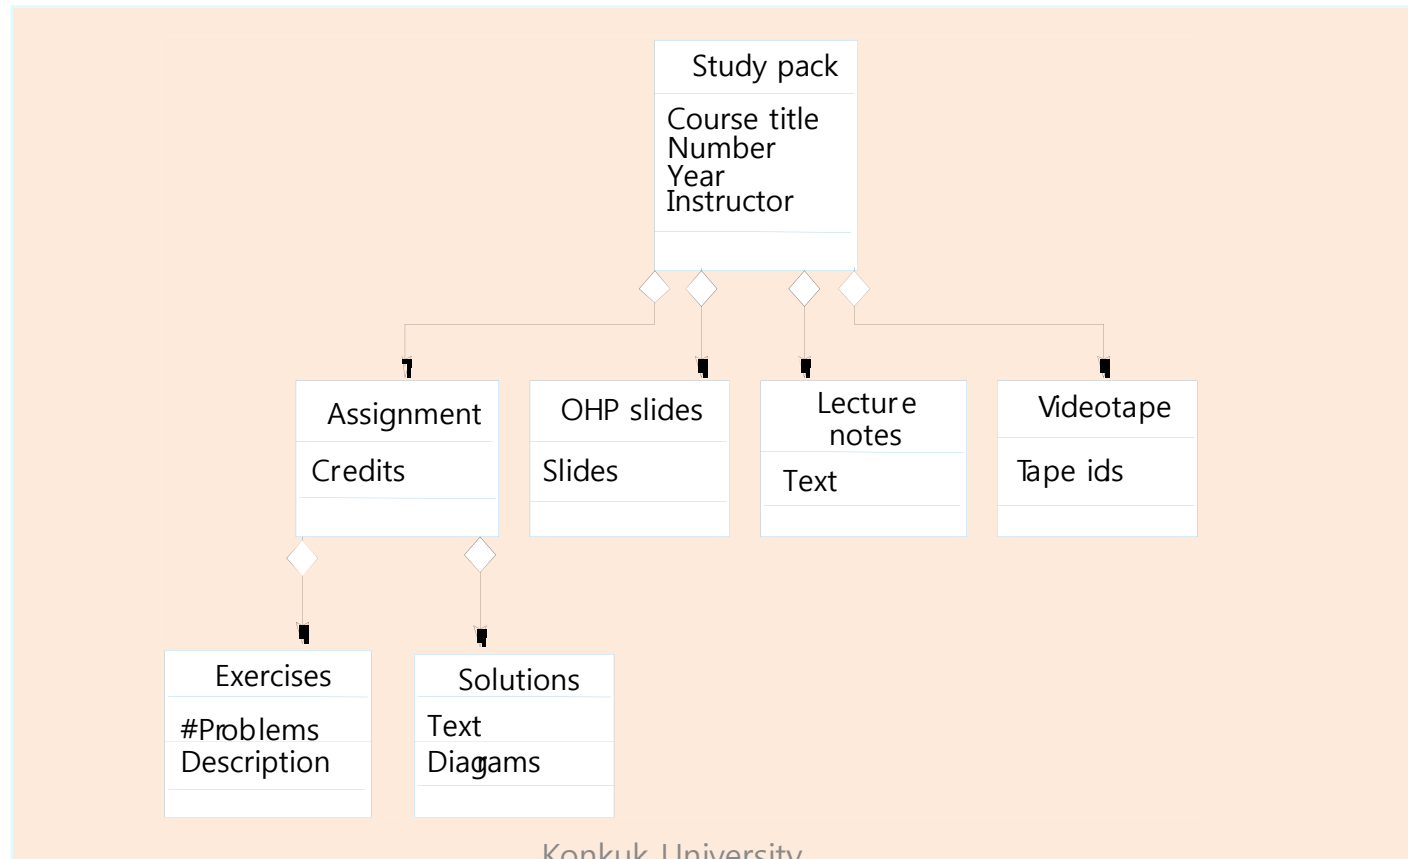 Study pack
Course title
Number
Year
Instructor
Assignment
Credits
OHP slides
Slides
Lecture
notes
Text
Videotape
Tape ids
Exercises
#Problems
Description
Solutions
Text
Diagrams
Konkuk University